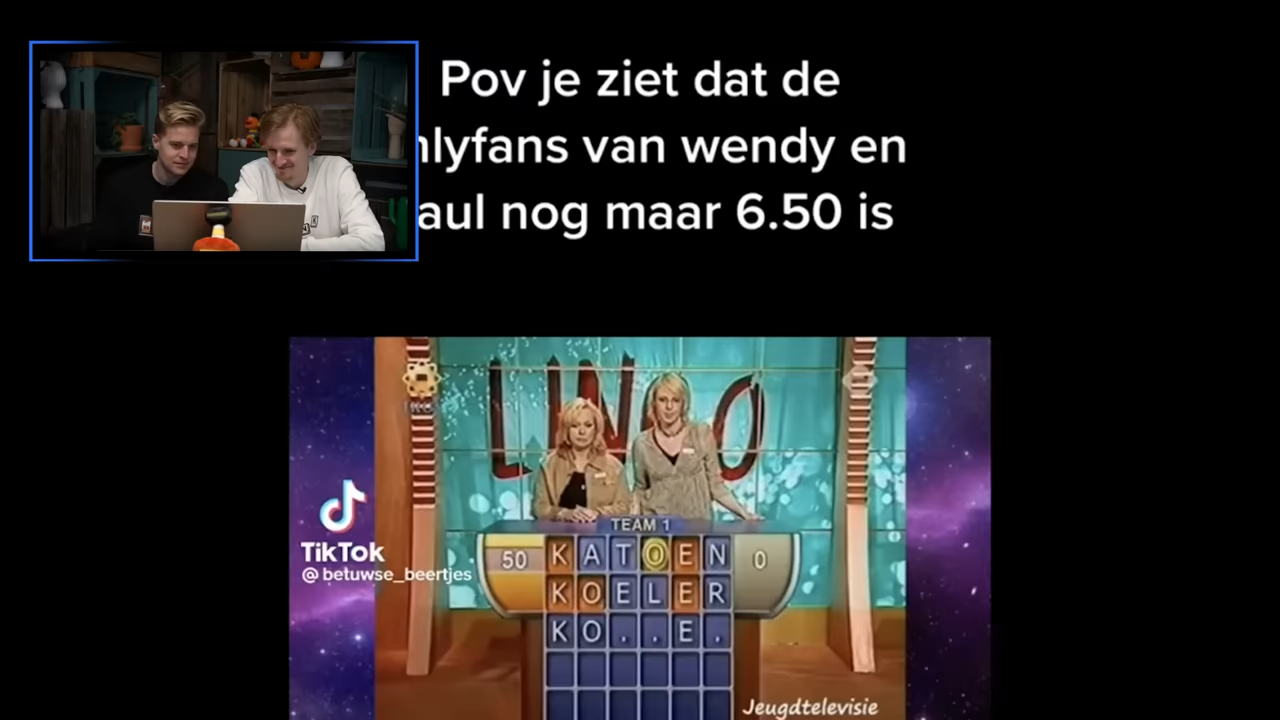 Pov je ziet dat de
nlyfans van wendy en
aul nog maar 6.50 is
LINGO
TEAM 1
50
KATOEN
0
KOELER
KO..E.
TikTok
@betuwse_beertjes
Jeugdtelevisie